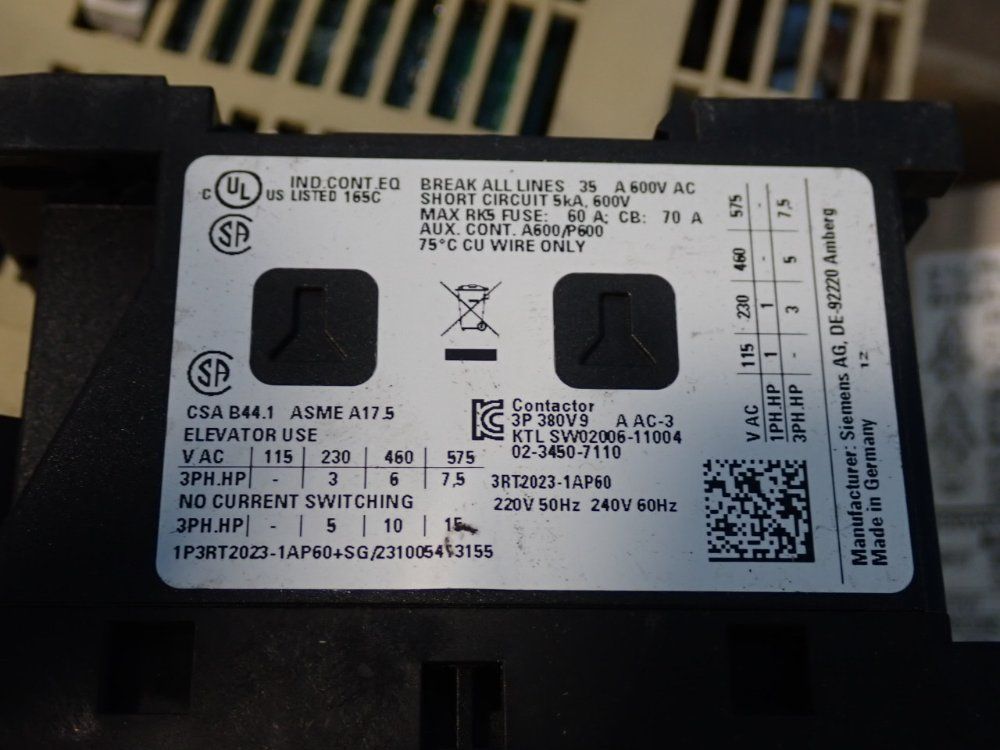 c UL US IND.CONT.EQ
LISTED 165C
SA
BREAK ALL LINES 35 A 600V AC
SHORT CIRCUIT 5kA, 600V
MAX RK5 FUSE: 60 A; CB: 70 A
AUX. CONT. A600/P600
75°C CU WIRE ONLY
SA
CSA B44.1 ASME A17.5
ELEVATOR USE
V AC 115 230 460 575
3PH.HP - 3 6 7,5
NO CURRENT SWITCHING
3PH.HP - 5 10 15
1P3RT2023-1AP60+SG/231005413155
Contactor
3P 380V9 A AC-3
KTL SW02006-11004
02-3450-7110
3RT2023-1AP60
220V 50Hz 240V 60Hz
V AC 115 230 460 575
1PH.HP 1 1 - -
3PH.HP - 3 5 7,5
Manufacturer: Siemens AG, DE-92220 Amberg
Made in Germany 12